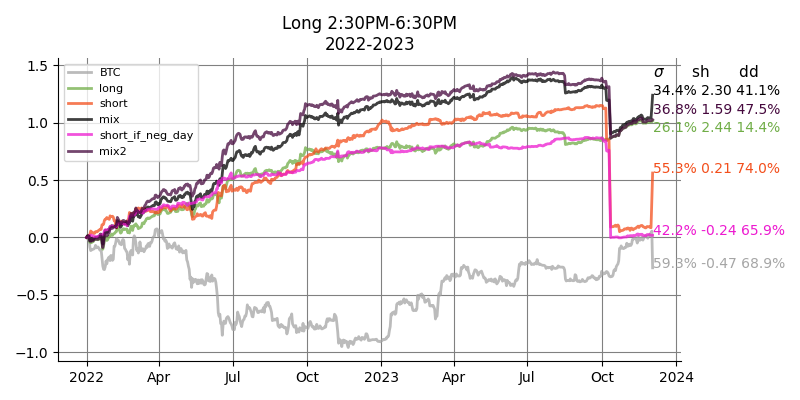 Long 2:30PM-6:30PM
2022-2023
BTC
long
short
mix
short_if_neg_day
mix2
σ sh dd
34.4% 2.30 41.1%
36.8% 1.59 47.5%
26.1% 2.44 14.4%
55.3% 0.21 74.0%
42.2% -0.24 65.9%
59.3% -0.47 68.9%
1.5
1.0
0.5
0.0
−0.5
−1.0
2022 Apr Jul Oct 2023 Apr Jul Oct 2024